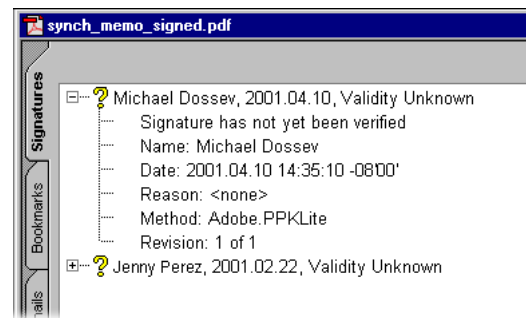 synch_memo_signed.pdf
Signatures
Bookmarks
Michael Dossev, 2001.04.10, Validity Unknown
Signature has not yet been verified
Name: Michael Dossev
Date: 2001.04.10 14:35:10 -08'00'
Reason: <none>
Method: Adobe.PPKLite
Revision: 1 of 1
Jenny Perez, 2001.02.22, Validity Unknown